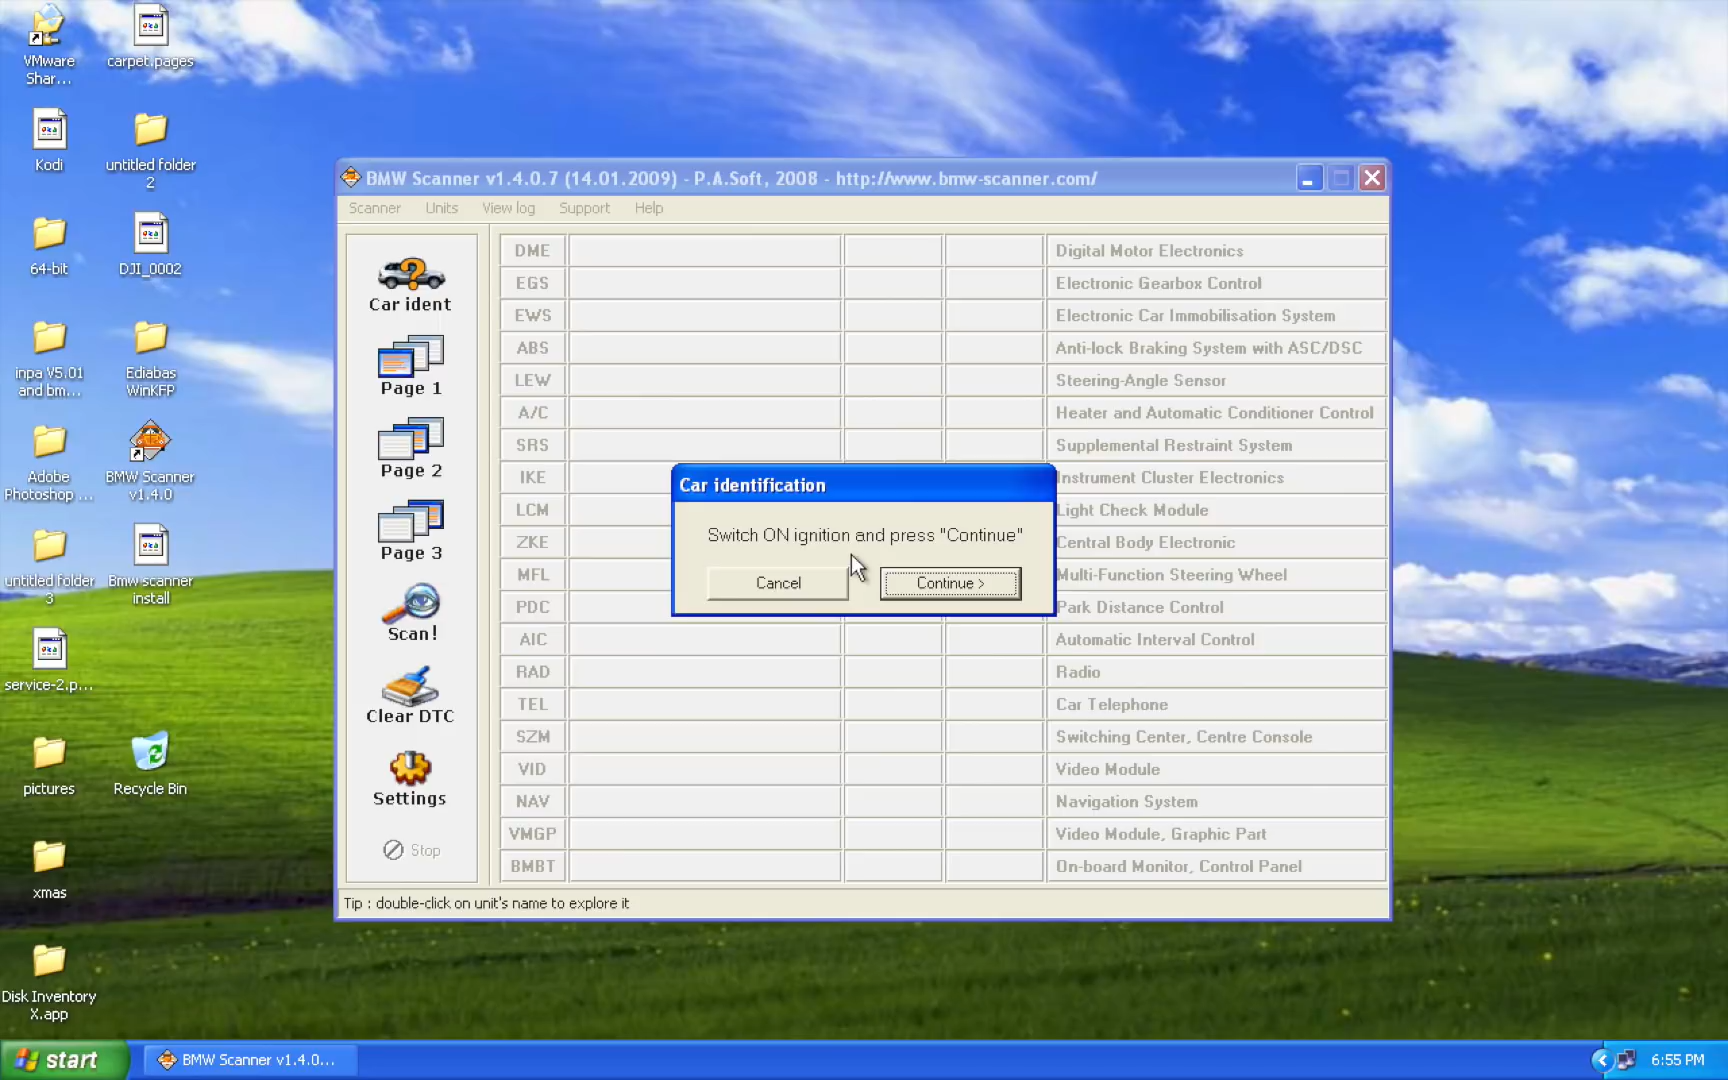 VMware
Shar...
carpet.pages
Kodi
untitled folder
2
64-bit
DJI_0002
inpa V5.01
and bm...
Ediabas
WinKFP
Adobe
Photoshop ...
BMW Scanner
v1.4.0
untitled folder
3
Bmw scanner
install
service-2.p...
pictures
Recycle Bin
xmas
Disk Inventory
X.app
BMW Scanner v1.4.0.7 (14.01.2009) - P.A.Soft, 2008 - http://www.bmw-scanner.com/
Scanner Units View log Support Help
Car ident
Page 1
Page 2
Page 3
Scan!
Clear DTC
Settings
Stop
DME Digital Motor Electronics
EGS Electronic Gearbox Control
EWS Electronic Car Immobilisation System
ABS Anti-lock Braking System with ASC/DSC
LEW Steering-Angle Sensor
A/C Heater and Automatic Conditioner Control
SRS Supplemental Restraint System
IKE Instrument Cluster Electronics
LCM Light Check Module
ZKE Central Body Electronic
MFL Multi-Function Steering Wheel
PDC Park Distance Control
AIC Automatic Interval Control
RAD Radio
TEL Car Telephone
SZM Switching Center, Centre Console
VID Video Module
NAV Navigation System
VMGP Video Module, Graphic Part
BMBT On-board Monitor, Control Panel
Car identification
Switch ON ignition and press "Continue"
Cancel Continue >
Tip : double-click on unit's name to explore it
start
BMW Scanner v1.4.0...
6:55 PM